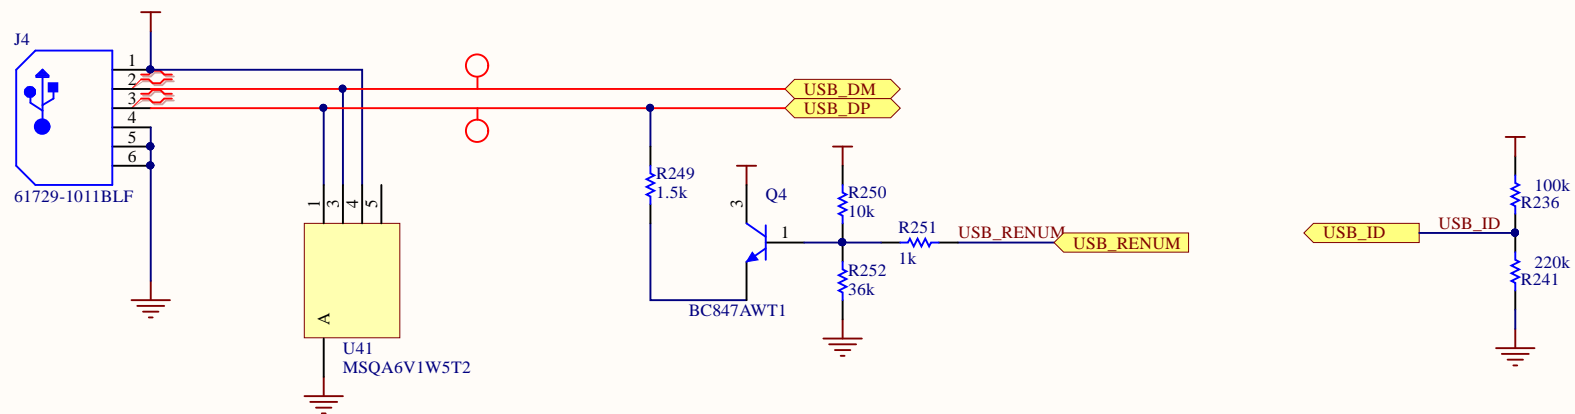 J4
1
2
3
4
5
6
61729-1011BLF
1
3
4
5
A
U41
MSQA6V1W5T2
USB_DM
USB_DP
R249
1.5k
Q4
3
1
BC847AWT1
R250
10k
R251
1k
R252
36k
USB_RENUM
USB_RENUM
USB_ID
USB_ID
100k
R236
220k
R241